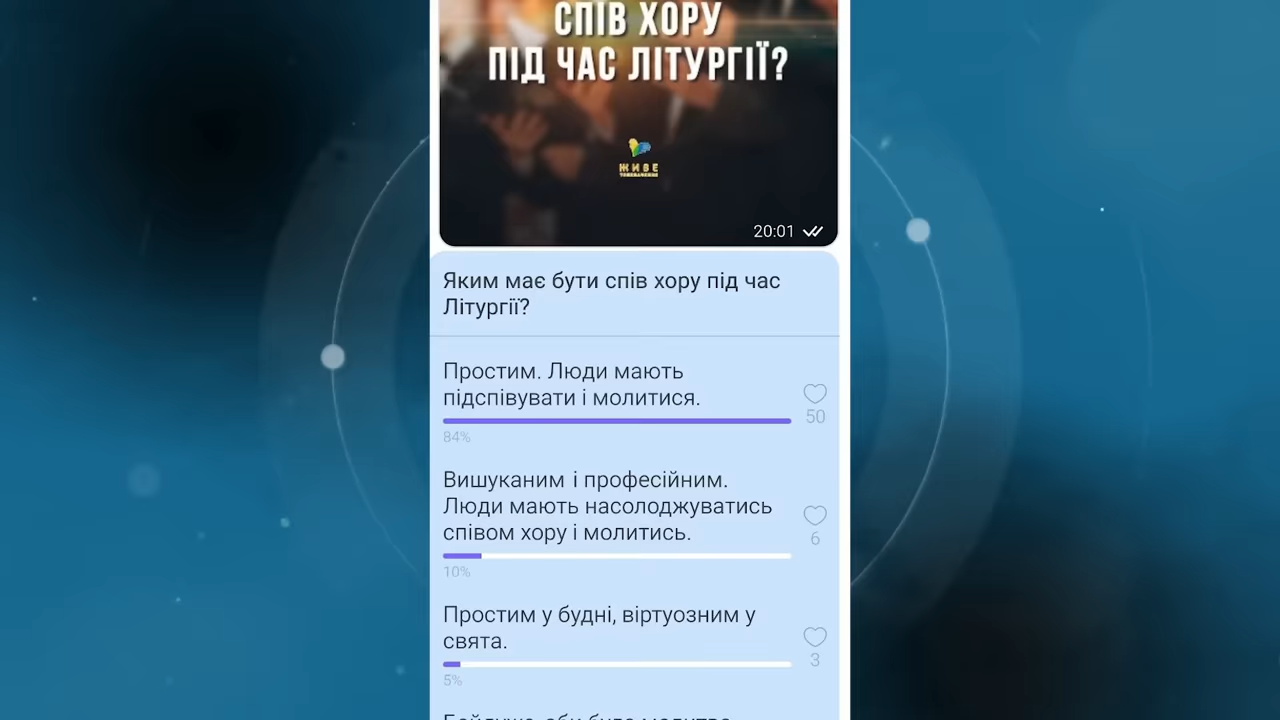 СПІВ ХОРУ
ПІД ЧАС ЛІТУРГІЇ?
ЖИВЕ
ТЕЛЕБАЧЕННЯ
20:01
Яким має бути спів хору під час
Літургії?
Простим. Люди мають
підспівувати і молитися.
50
84%
Вишуканим і професійним.
Люди мають насолоджуватись
співом хору і молитись.
6
10%
Простим у будні, віртуозним у
свята.
3
5%